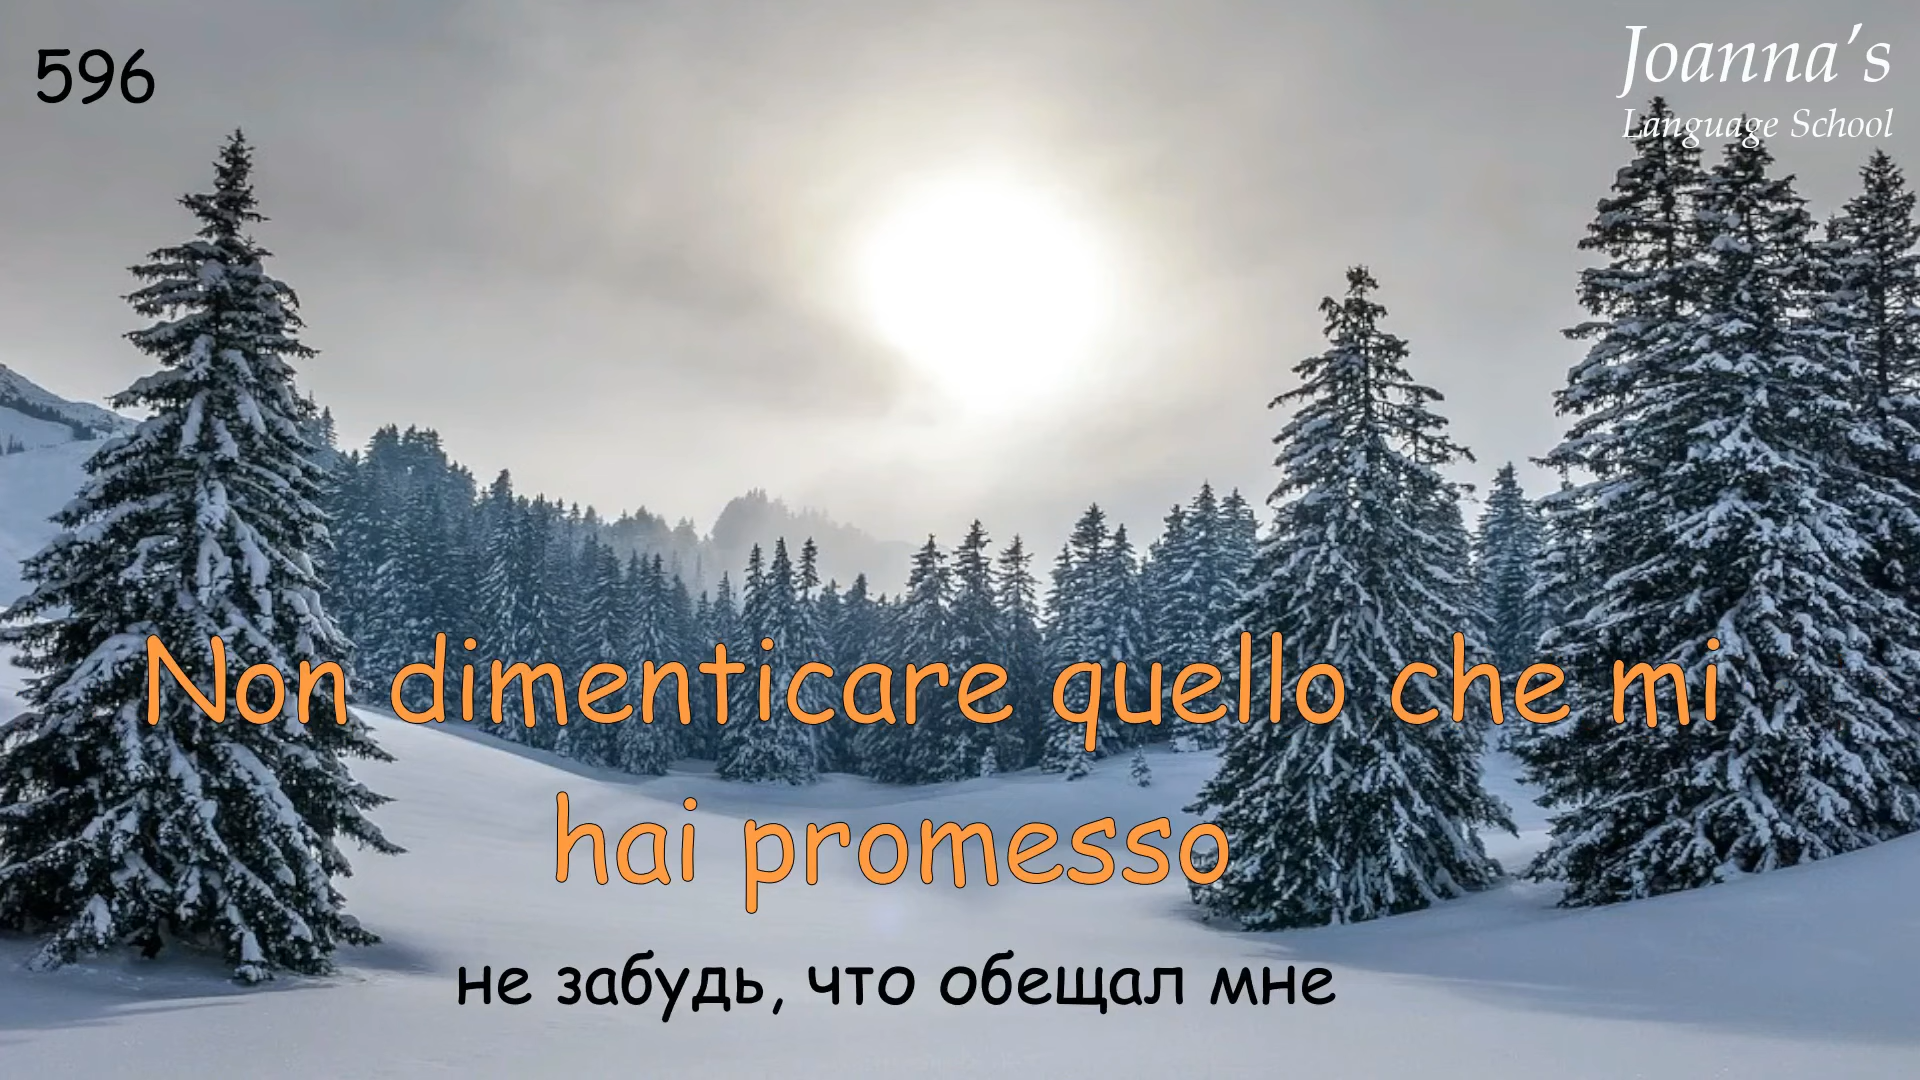 596
Joanna's
Language School
Non dimenticare quello che mi
hai promesso
не забудь, что обещал мне